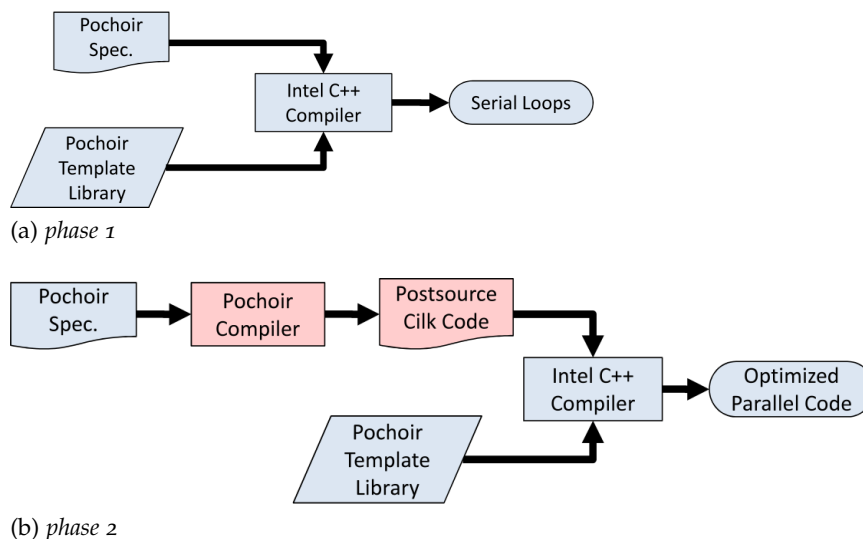 Pochoir
Spec.
Intel C++
Compiler
Serial Loops
Pochoir
Template
Library
(a) phase 1
Pochoir
Spec.
Pochoir
Compiler
Postsource
Cilk Code
Intel C++
Compiler
Optimized
Parallel Code
Pochoir
Template
Library
(b) phase 2